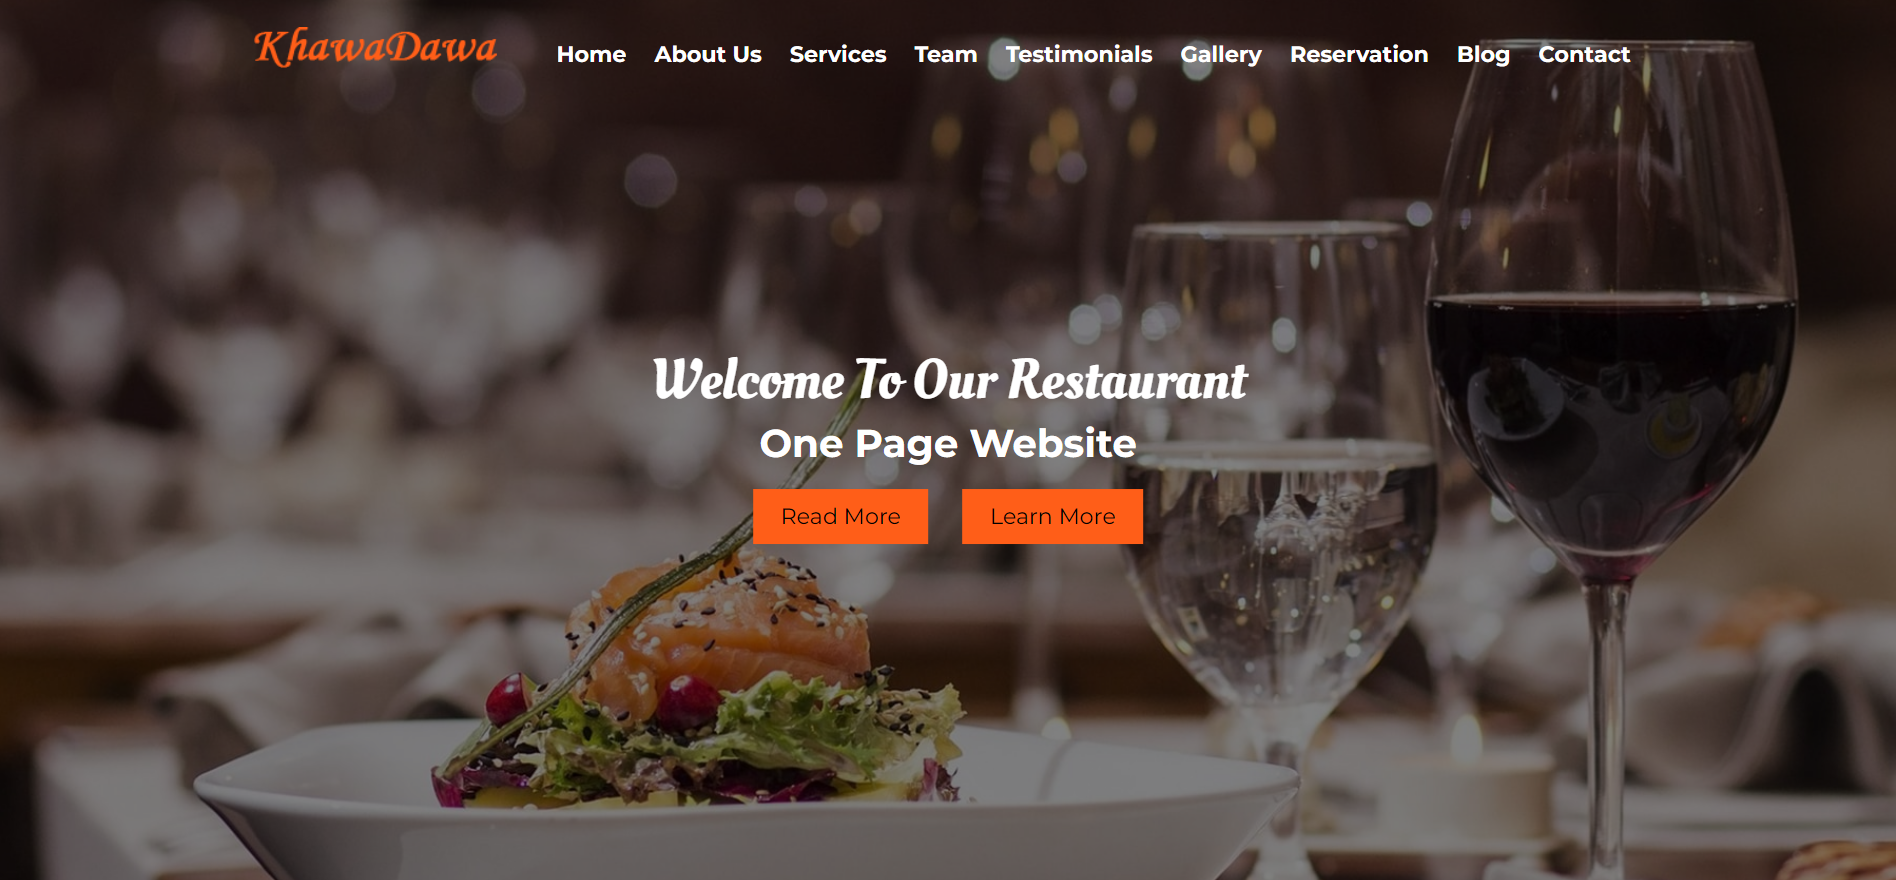 KhawaDawa Home About Us Services Team Testimonials Gallery Reservation Blog Contact
Welcome To Our Restaurant
One Page Website
Read More Learn More